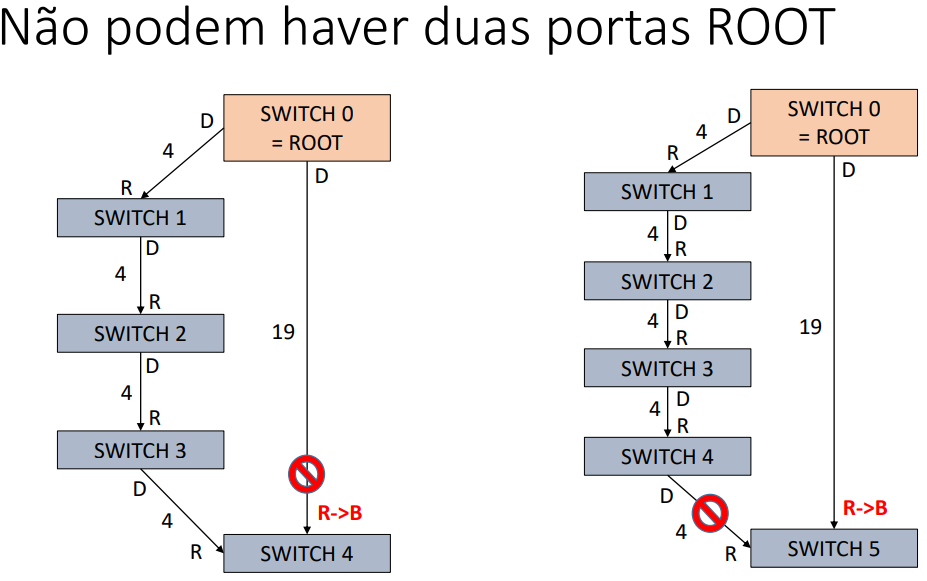 Não podem haver duas portas ROOT
SWITCH 0
= ROOT
D
4
R
D
SWITCH 1
D
4
R
SWITCH 2
D
4
R
SWITCH 3
D
4
R
19
R->B
SWITCH 4
SWITCH 0
= ROOT
D
4
R
D
SWITCH 1
D
4
R
SWITCH 2
D
4
R
SWITCH 3
D
4
R
SWITCH 4
D
4
R
19
R->B
SWITCH 5